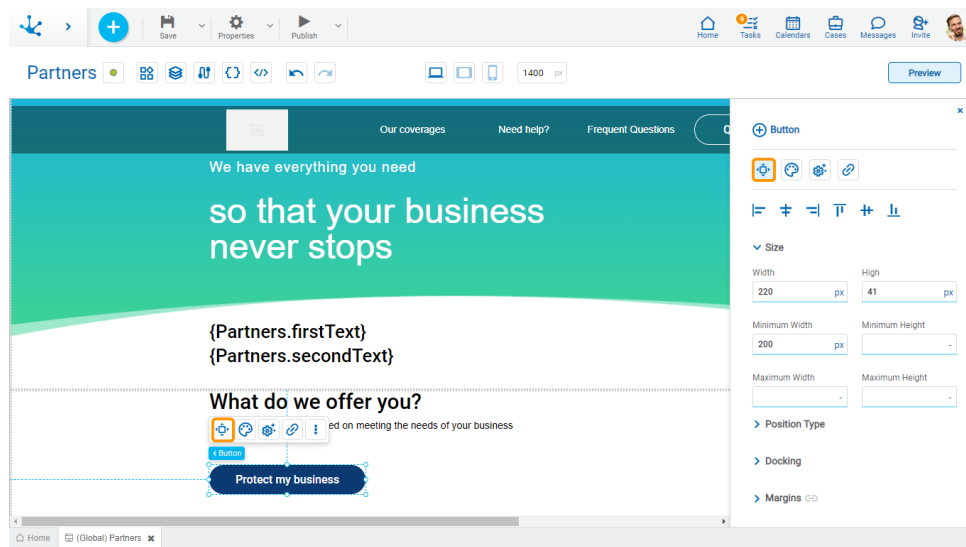 Save
Properties
Publish
Home
9
Tasks
Calendars
Cases
Messages
Invite
Partners
1400 px
Preview
Our coverages
Need help?
Frequent Questions
We have everything you need
so that your business
never stops
{Partners.firstText}
{Partners.secondText}
What do we offer you?
ed on meeting the needs of your business
< Button
Protect my business
Button
Size
Width
High
220 px
41 px
Minimum Width
Minimum Height
200 px
-
Maximum Width
Maximum Height
-
-
Position Type
Docking
Margins
Home
(Global) Partners